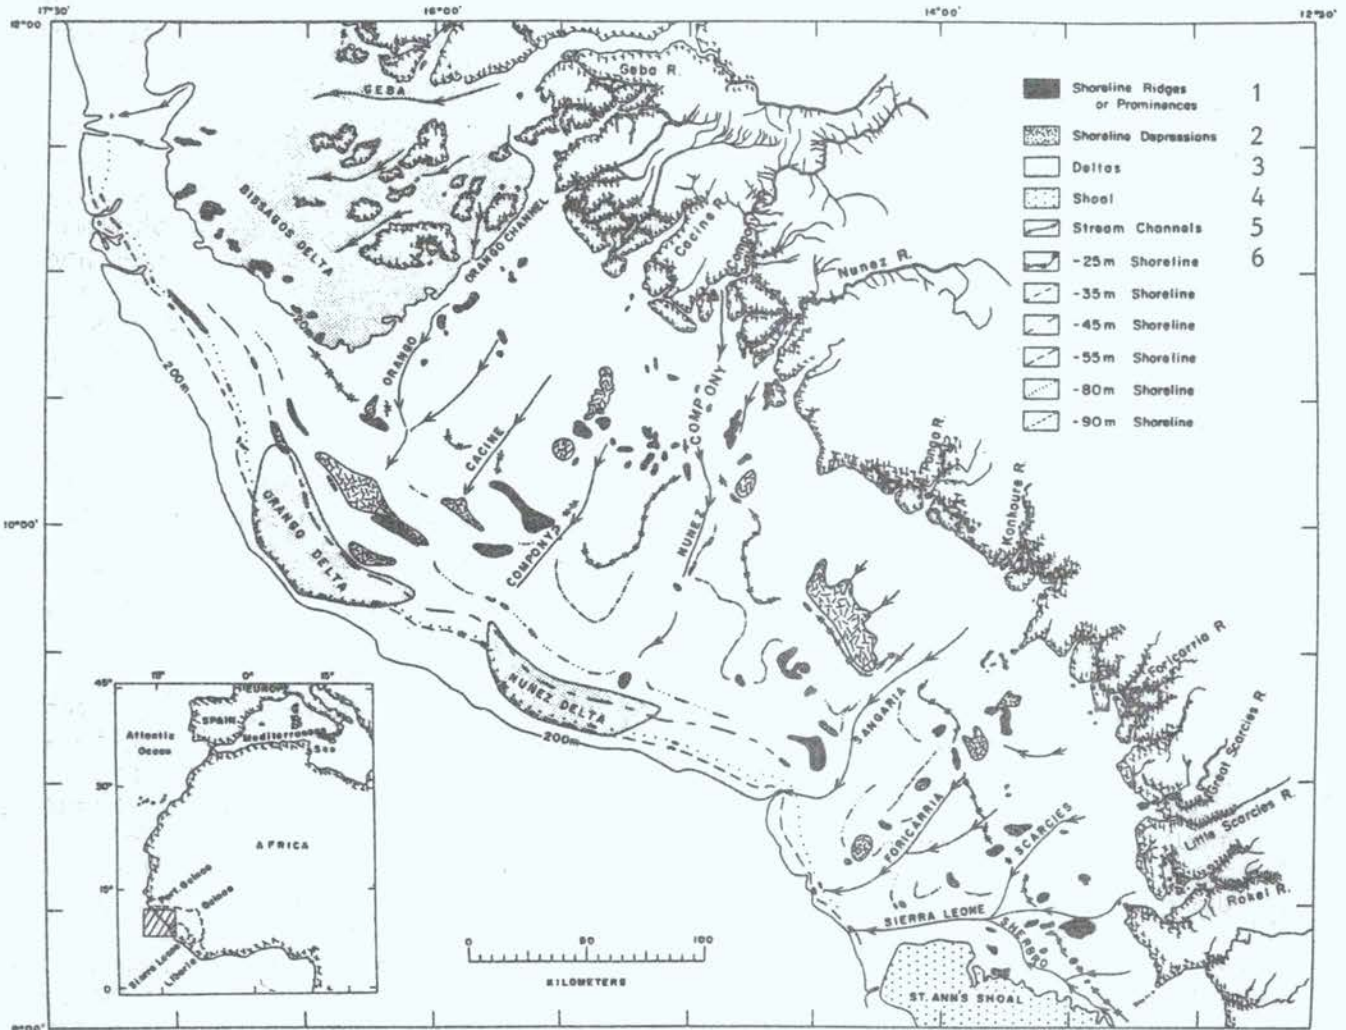 17°30'
16°00'
14°00'
12°30'
12°00
10°00'
Geba R.
GEBA
BISSAGOS DELTA
ORANGO CHANNEL
Cacine R.
Compony
Nunez R.
Shoreline Ridges
or Prominences
1
Shoreline Depressions
2
Deltas
3
Shoal
4
Stream Channels
5
-25m Shoreline
6
-35m Shoreline
-45m Shoreline
-55m Shoreline
-80m Shoreline
-90m Shoreline
200m
ORANGO
CACINE
COMPONY
COMPONY
NUNEZ
Pongo R.
Konkoure R.
ORANGO DELTA
NUNEZ DELTA
200m
SANGARIA
Foricarria R
Great Scarcies R
Little Scarcies R.
Rokel R.
FORICARRIA
SCARCIES
SIERRA LEONE
SHERBRO
ST. ANN'S SHOAL
0
50
100
KILOMETERS
45°
15°
0°
15°
EUROPE
SPAIN
Atlantic
Ocean
Mediterranean
Sea
30°
AFRICA
15°
Port. Guinea
Guinea
Sierra Leone
Liberia
0